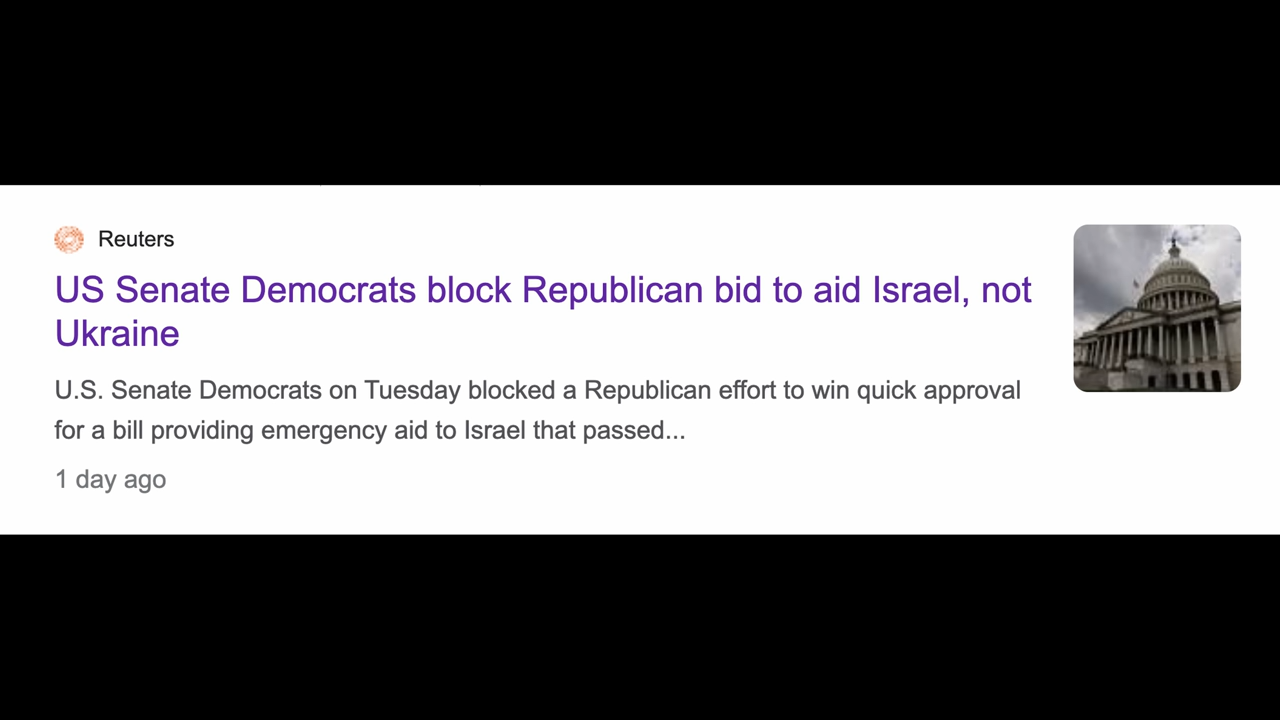 Reuters
US Senate Democrats block Republican bid to aid Israel, not
Ukraine
U.S. Senate Democrats on Tuesday blocked a Republican effort to win quick approval
for a bill providing emergency aid to Israel that passed...
1 day ago